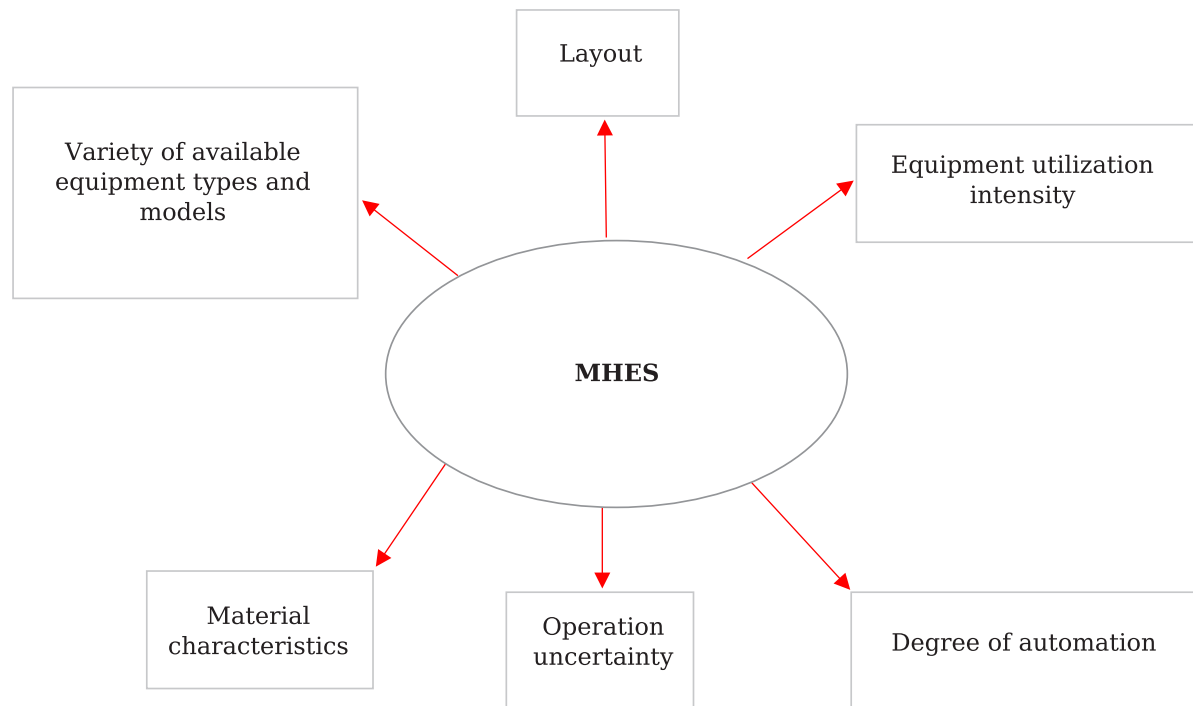 Layout
Variety of available
equipment types and
models
Equipment utilization
intensity
MHES
Material
characteristics
Operation
uncertainty
Degree of automation